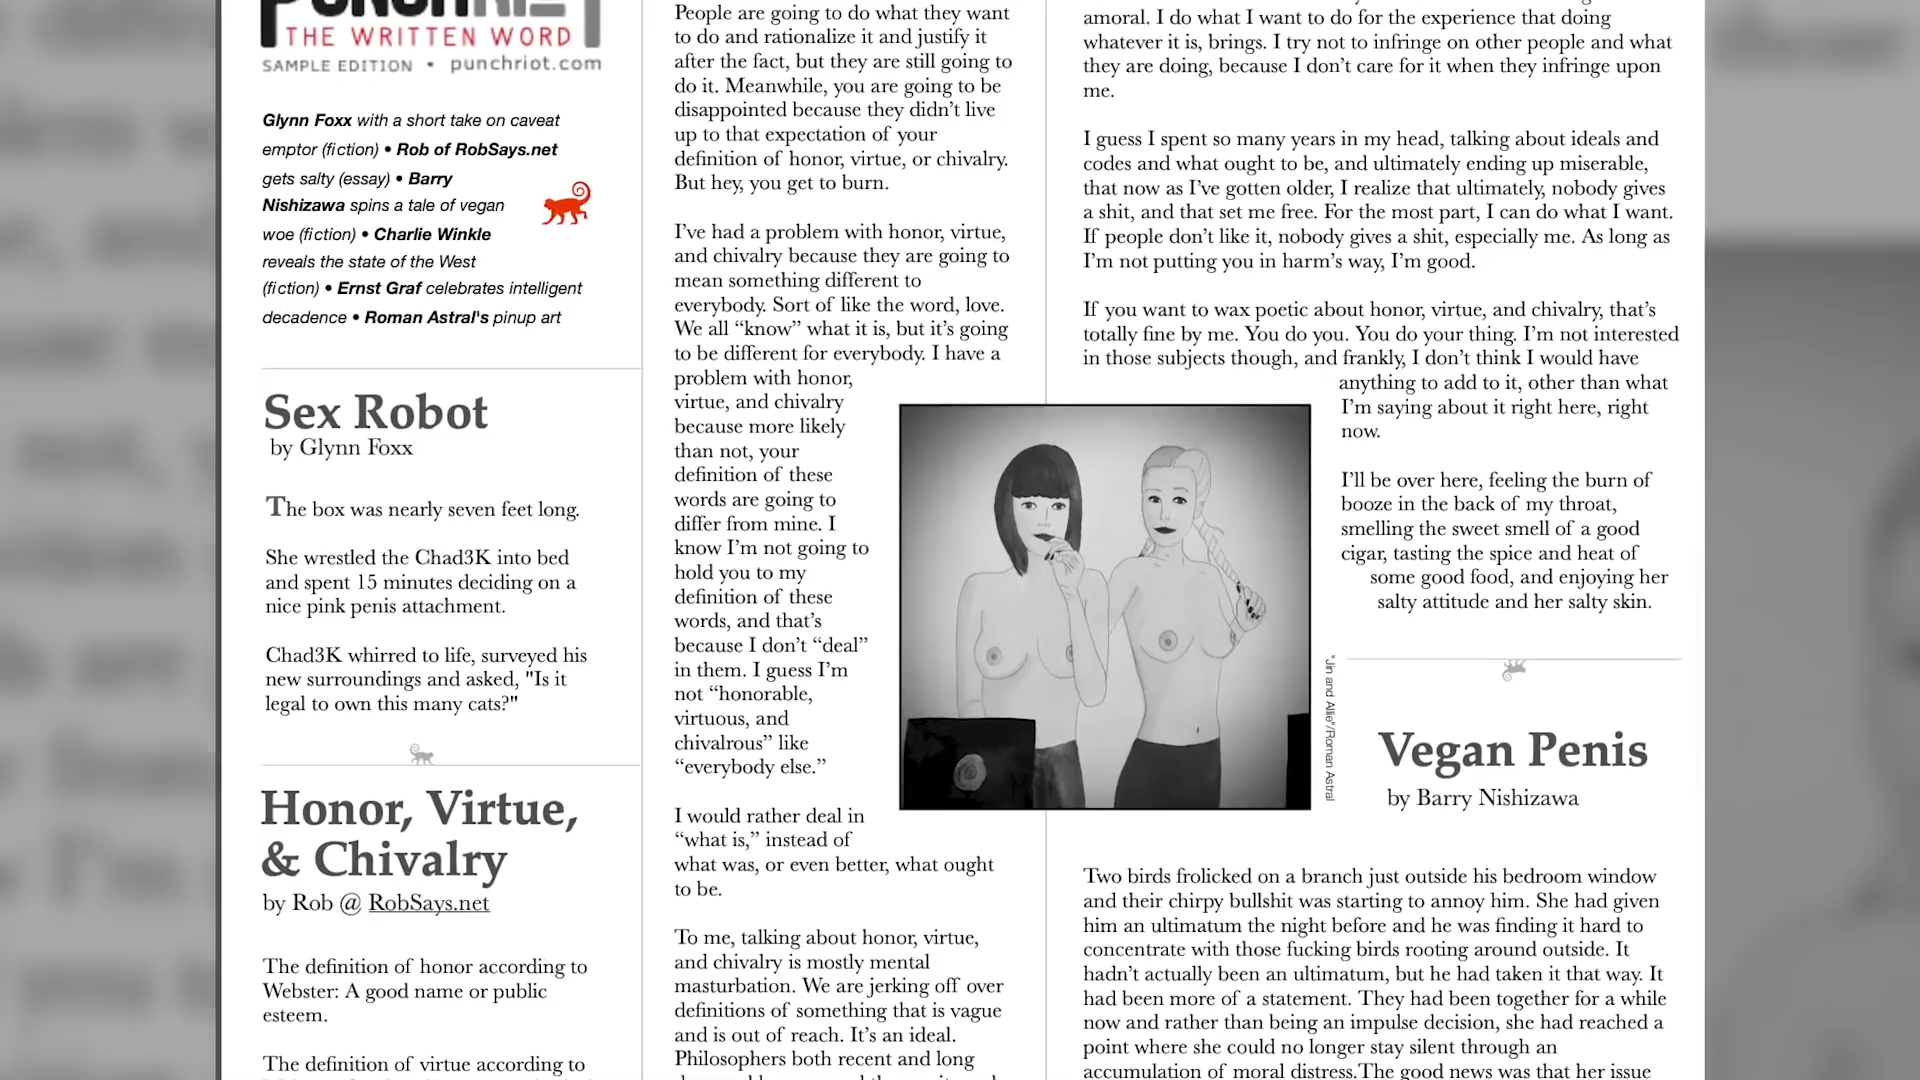 PUNCHRIOT
THE WRITTEN WORD
SAMPLE EDITION • punchriot.com
Glynn Foxx with a short take on caveat
emptor (fiction) • Rob of RobSays.net
gets salty (essay) • Barry
Nishizawa spins a tale of vegan
woe (fiction) • Charlie Winkle
reveals the state of the West
(fiction) • Ernst Graf celebrates intelligent
decadence • Roman Astral's pinup art
Sex Robot
by Glynn Foxx
The box was nearly seven feet long.
She wrestled the Chad3K into bed
and spent 15 minutes deciding on a
nice pink penis attachment.
Chad3K whirred to life, surveyed his
new surroundings and asked, "Is it
legal to own this many cats?"
Honor, Virtue,
& Chivalry
by Rob @ RobSays.net
The definition of honor according to
Webster: A good name or public
esteem.
The definition of virtue according to
People are going to do what they want
to do and rationalize it and justify it
after the fact, but they are still going to
do it. Meanwhile, you are going to be
disappointed because they didn’t live
up to that expectation of your
definition of honor, virtue, or chivalry.
But hey, you get to burn.
I’ve had a problem with honor, virtue,
and chivalry because they are going to
mean something different to
everybody. Sort of like the word, love.
We all “know” what it is, but it’s going
to be different for everybody. I have a
problem with honor,
virtue, and chivalry
because more likely
than not, your
definition of these
words are going to
differ from mine. I
know I’m not going to
hold you to my
definition of these
words, and that’s
because I don’t “deal”
in them. I guess I’m
not “honorable,
virtuous, and
chivalrous” like
“everybody else.”
I would rather deal in
“what is,” instead of
what was, or even better, what ought
to be.
To me, talking about honor, virtue,
and chivalry is mostly mental
masturbation. We are jerking off over
definitions of something that is vague
and is out of reach. It’s an ideal.
Philosophers both recent and long
amoral. I do what I want to do for the experience that doing
whatever it is, brings. I try not to infringe on other people and what
they are doing, because I don’t care for it when they infringe upon
me.
I guess I spent so many years in my head, talking about ideals and
codes and what ought to be, and ultimately ending up miserable,
that now as I’ve gotten older, I realize that ultimately, nobody gives
a shit, and that set me free. For the most part, I can do what I want.
If people don’t like it, nobody gives a shit, especially me. As long as
I’m not putting you in harm’s way, I’m good.
If you want to wax poetic about honor, virtue, and chivalry, that’s
totally fine by me. You do you. You do your thing. I’m not interested
in those subjects though, and frankly, I don’t think I would have
anything to add to it, other than what
I’m saying about it right here, right
now.
I’ll be over here, feeling the burn of
booze in the back of my throat,
smelling the sweet smell of a good
cigar, tasting the spice and heat of
some good food, and enjoying her
salty attitude and her salty skin.
"Jin and Allie"/Roman Astral
Vegan Penis
by Barry Nishizawa
Two birds frolicked on a branch just outside his bedroom window
and their chirpy bullshit was starting to annoy him. She had given
him an ultimatum the night before and he was finding it hard to
concentrate with those fucking birds rooting around outside. It
hadn’t actually been an ultimatum, but he had taken it that way. It
had been more of a statement. They had been together for a while
now and rather than being an impulse decision, she had reached a
point where she could no longer stay silent through an
accumulation of moral distress.The good news was that her issue